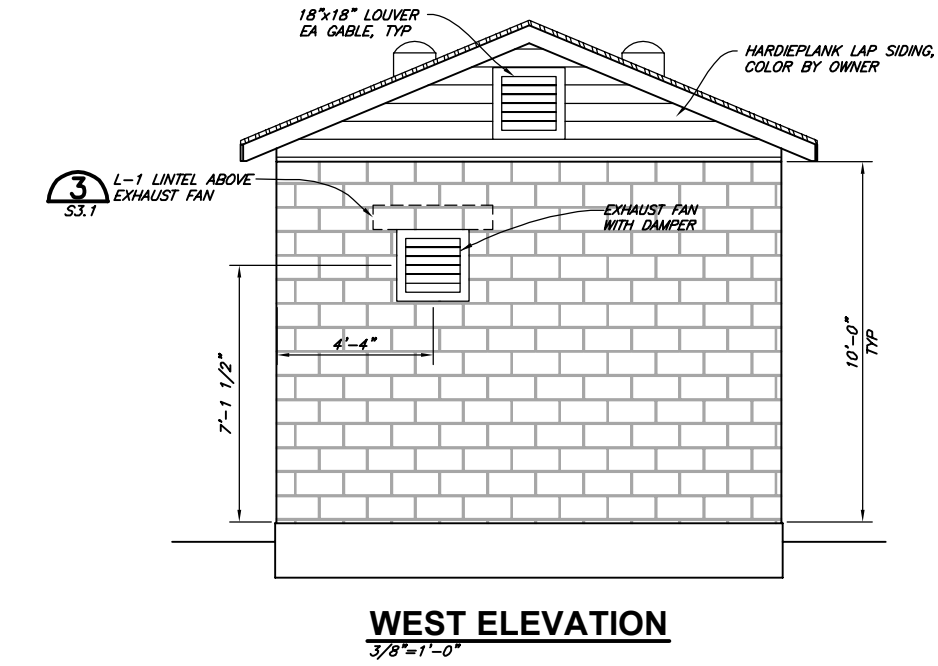 18"x18" LOUVER
EA GABLE, TYP
HARDIEPLANK LAP SIDING,
COLOR BY OWNER
3
S3.1
L-1 LINTEL ABOVE
EXHAUST FAN
EXHAUST FAN
WITH DAMPER
4'-4"
7'-1 1/2"
10'-0"
TYP
WEST ELEVATION
3/8"=1'-0"